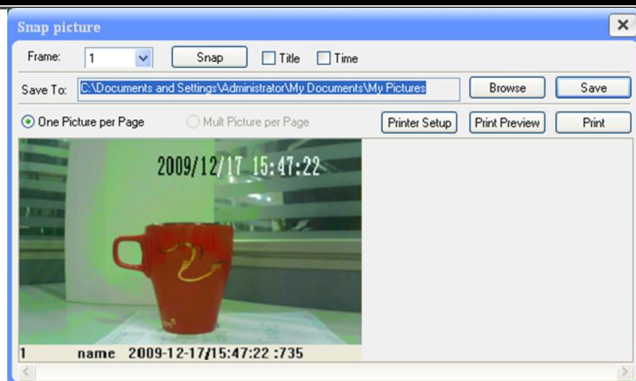 Snap picture
Frame: 1 Snap Title Time
Save To: C:\Documents and Settings\Administrator\My Documents\My Pictures Browse Save
One Picture per Page Mult Picture per Page Printer Setup Print Preview Print
2009/12/17 15:47:22
1 name 2009-12-17/15:47:22 :735